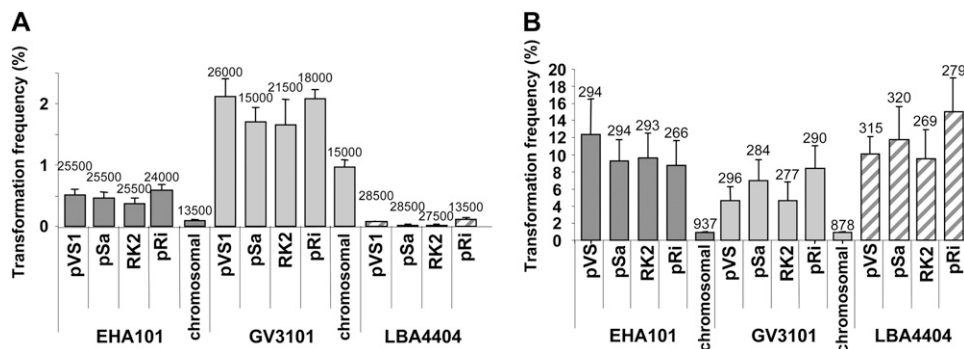 A
Transformation frequency (%)
2
1
0
25500
25500
25500
24000
13500
26000
15000
21500
18000
15000
28500
28500
27500
13500
pVS1
pSa
RK2
pRi
chromosomal
pVS1
pSa
RK2
pRi
chromosomal
pVS1
pSa
RK2
pRi
EHA101
GV3101
LBA4404
B
Transformation frequency (%)
20
18
16
14
12
10
8
6
4
2
0
294
294
293
266
937
296
284
277
290
878
315
320
269
279
pVS
pSa
RK2
pRi
chromosomal
pVS
pSa
RK2
pRi
chromosomal
pVS
pSa
RK2
pRi
EHA101
GV3101
LBA4404